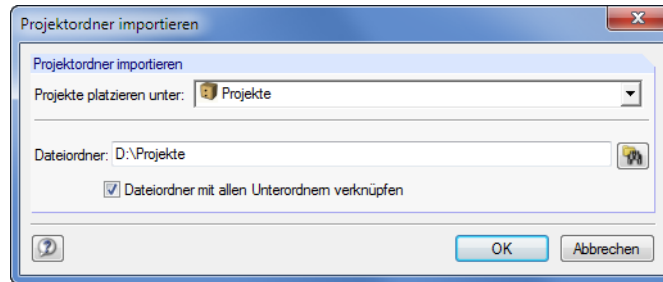 Projektordner importieren
Projektordner importieren
Projekte platzieren unter: Projekte
Dateiordner: D:\Projekte
Dateiordner mit allen Unterordnern verknüpfen
OK Abbrechen